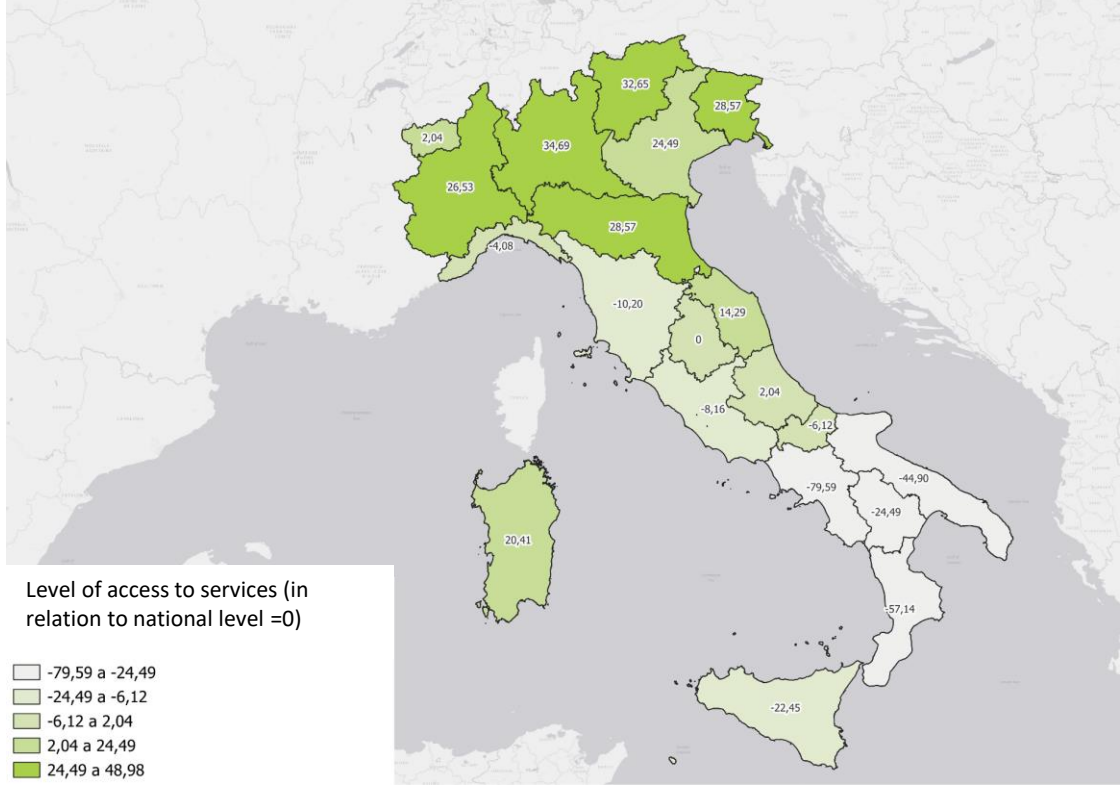 32,65
28,57
2,04
34,69
24,49
26,53
28,57
-4,08
-10,20
14,29
0
2,04
-8,16
-6,12
-44,90
-79,59
-24,49
20,41
-57,14
-22,45
Level of access to services (in
relation to national level =0)
-79,59 a -24,49
-24,49 a -6,12
-6,12 a 2,04
2,04 a 24,49
24,49 a 48,98